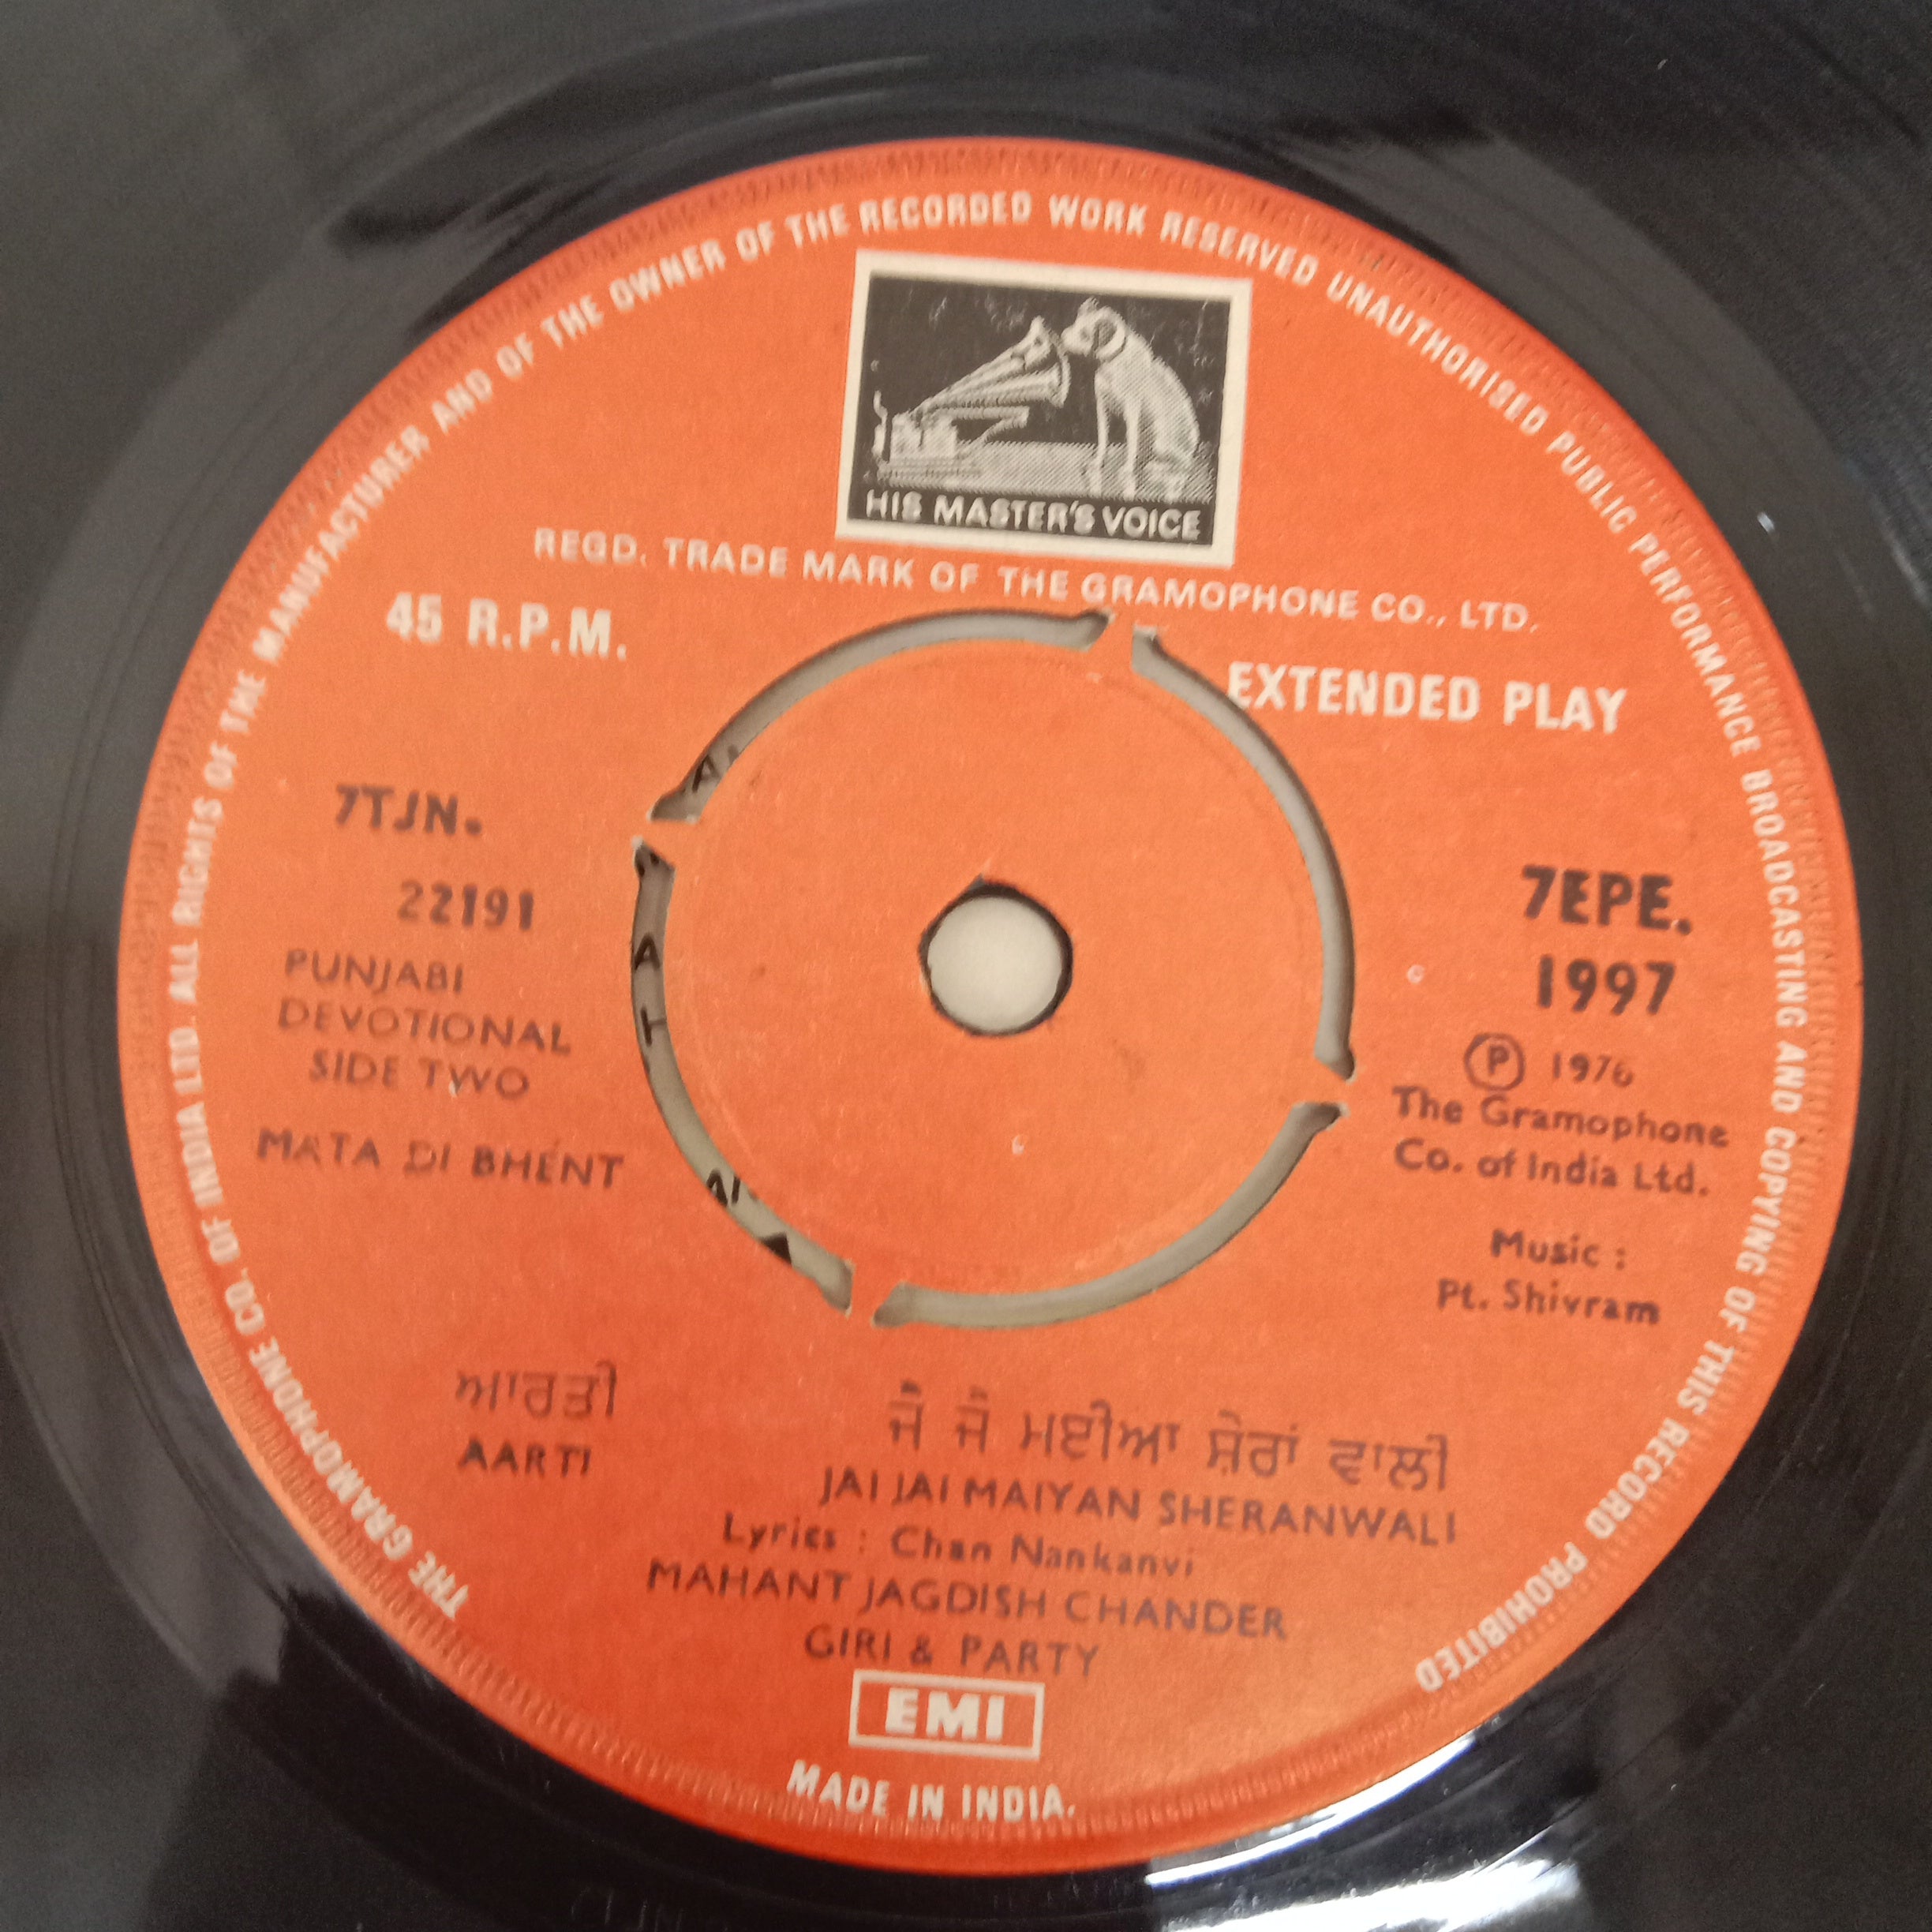 THE GRAMOPHONE CO. OF INDIA LTD. ALL RIGHTS OF THE MANUFACTURER AND OF THE OWNER OF THE RECORDED WORK RESERVED UNAUTHORISED PUBLIC PERFORMANCE BROADCASTING AND COPYING OF THIS RECORD PROHIBITED
HIS MASTER'S VOICE
REGD. TRADE MARK OF THE GRAMOPHONE CO., LTD.
45 R.P.M.
EXTENDED PLAY
7TJN.
22191
PUNJABI
DEVOTIONAL
SIDE TWO
MATA DI BHENT
7EPE.
1997
Ⓟ 1976
The Gramophone
Co. of India Ltd.
Music :
Pt. Shivram
ਆਰਤੀ
AARTI
ਜੈ ਜੈ ਮਈਆ ਸ਼ੇਰਾਂ ਵਾਲੀ
JAI JAI MAIYAN SHERANWALI
Lyrics : Chan Nankanvi
MAHANT JAGDISH CHANDER
GIRI & PARTY
EMI
MADE IN INDIA.